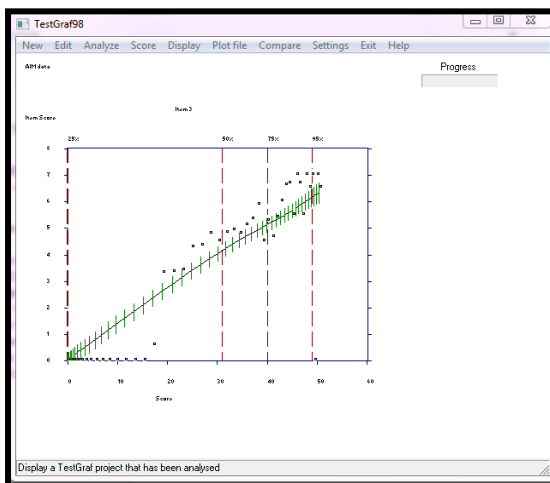 TestGraf98
New Edit Analyze Score Display Plot file Compare Settings Exit Help
AIM data
Progress
Item 3
Item Score
25% 50% 75% 95%
8
7
6
5
4
3
2
1
0
0 10 20 30 40 50 60
Score
Display a TestGraf project that has been analysed